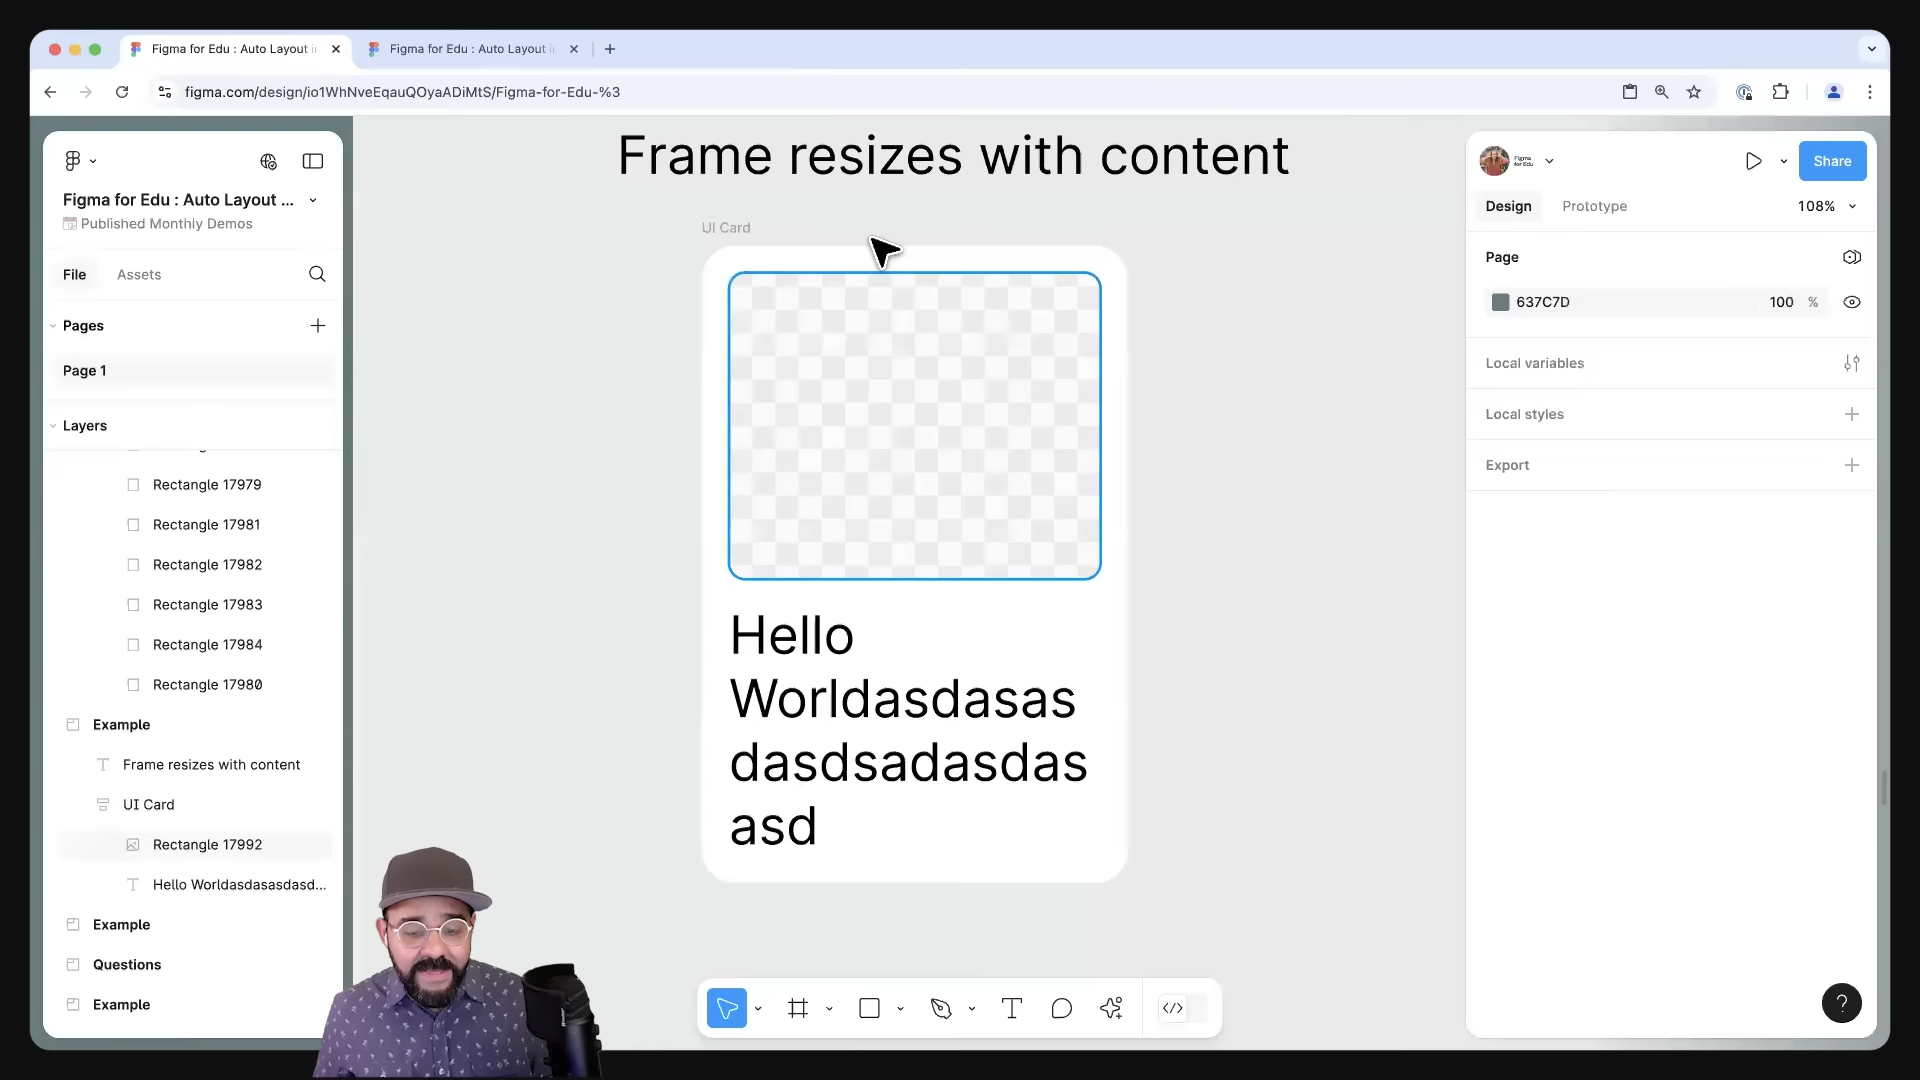 Figma for Edu : Auto Layout i
Figma for Edu : Auto Layout i
figma.com/design/io1WhNveEqauQOyaADiMtS/Figma-for-Edu-%3
Figma for Edu : Auto Layout ...
Published Monthly Demos
File
Assets
Pages
Page 1
Layers
Rectangle 17979
Rectangle 17981
Rectangle 17982
Rectangle 17983
Rectangle 17984
Rectangle 17980
Example
Frame resizes with content
UI Card
Rectangle 17992
Hello Worldasdasasdasd...
Example
Questions
Example
Frame resizes with content
UI Card
Hello
Worldasdasas
dasdsadasdas
asd
Figma
for Edu
Share
Design
Prototype
108%
Page
637C7D
100
%
Local variables
Local styles
Export
?